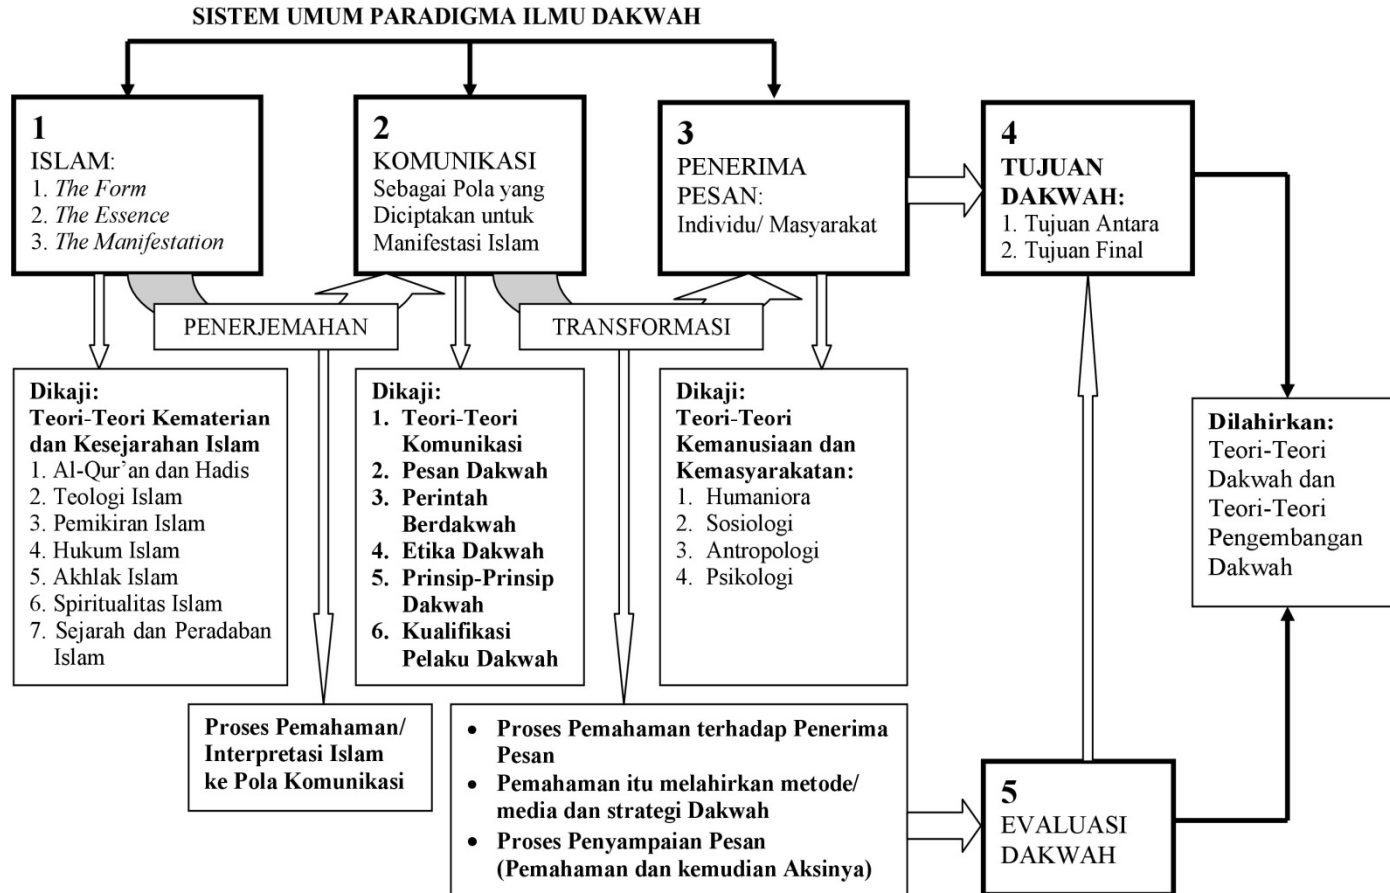 SISTEM UMUM PARADIGMA ILMU DAKWAH
1
ISLAM:
1. The Form
2. The Essence
3. The Manifestation
2
KOMUNIKASI
Sebagai Pola yang
Diciptakan untuk
Manifestasi Islam
3
PENERIMA
PESAN:
Individu/ Masyarakat
4
TUJUAN
DAKWAH:
1. Tujuan Antara
2. Tujuan Final
PENERJEMAHAN
TRANSFORMASI
Dikaji:
Teori-Teori Kematerian
dan Kesejarahan Islam
1. Al-Qur’an dan Hadis
2. Teologi Islam
3. Pemikiran Islam
4. Hukum Islam
5. Akhlak Islam
6. Spiritualitas Islam
7. Sejarah dan Peradaban
Islam
Dikaji:
1. Teori-Teori
Komunikasi
2. Pesan Dakwah
3. Perintah
Berdakwah
4. Etika Dakwah
5. Prinsip-Prinsip
Dakwah
6. Kualifikasi
Pelaku Dakwah
Dikaji:
Teori-Teori
Kemanusiaan dan
Kemasyarakatan:
1. Humaniora
2. Sosiologi
3. Antropologi
4. Psikologi
Dilahirkan:
Teori-Teori
Dakwah dan
Teori-Teori
Pengembangan
Dakwah
Proses Pemahaman/
Interpretasi Islam
ke Pola Komunikasi
• Proses Pemahaman terhadap Penerima
Pesan
• Pemahaman itu melahirkan metode/
media dan strategi Dakwah
• Proses Penyampaian Pesan
(Pemahaman dan kemudian Aksinya)
5
EVALUASI
DAKWAH